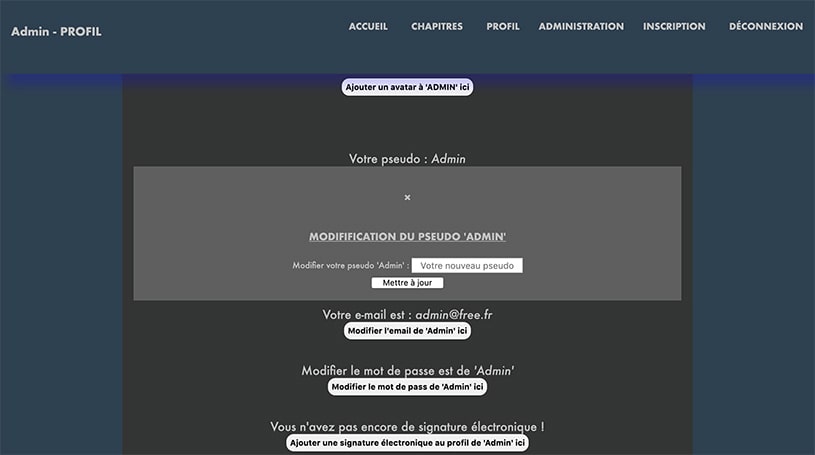 Admin - PROFIL
ACCUEIL CHAPITRES PROFIL ADMINISTRATION INSCRIPTION DÉCONNEXION
Ajouter un avatar à 'ADMIN' ici
Votre pseudo : Admin
×
MODIFIFICATION DU PSEUDO 'ADMIN'
Modifier votre pseudo 'Admin' : Votre nouveau pseudo
Mettre à jour
Votre e-mail est : admin@free.fr
Modifier l'email de 'Admin' ici
Modifier le mot de passe est de 'Admin'
Modifier le mot de pass de 'Admin' ici
Vous n'avez pas encore de signature électronique !
Ajouter une signature électronique au profil de 'Admin' ici